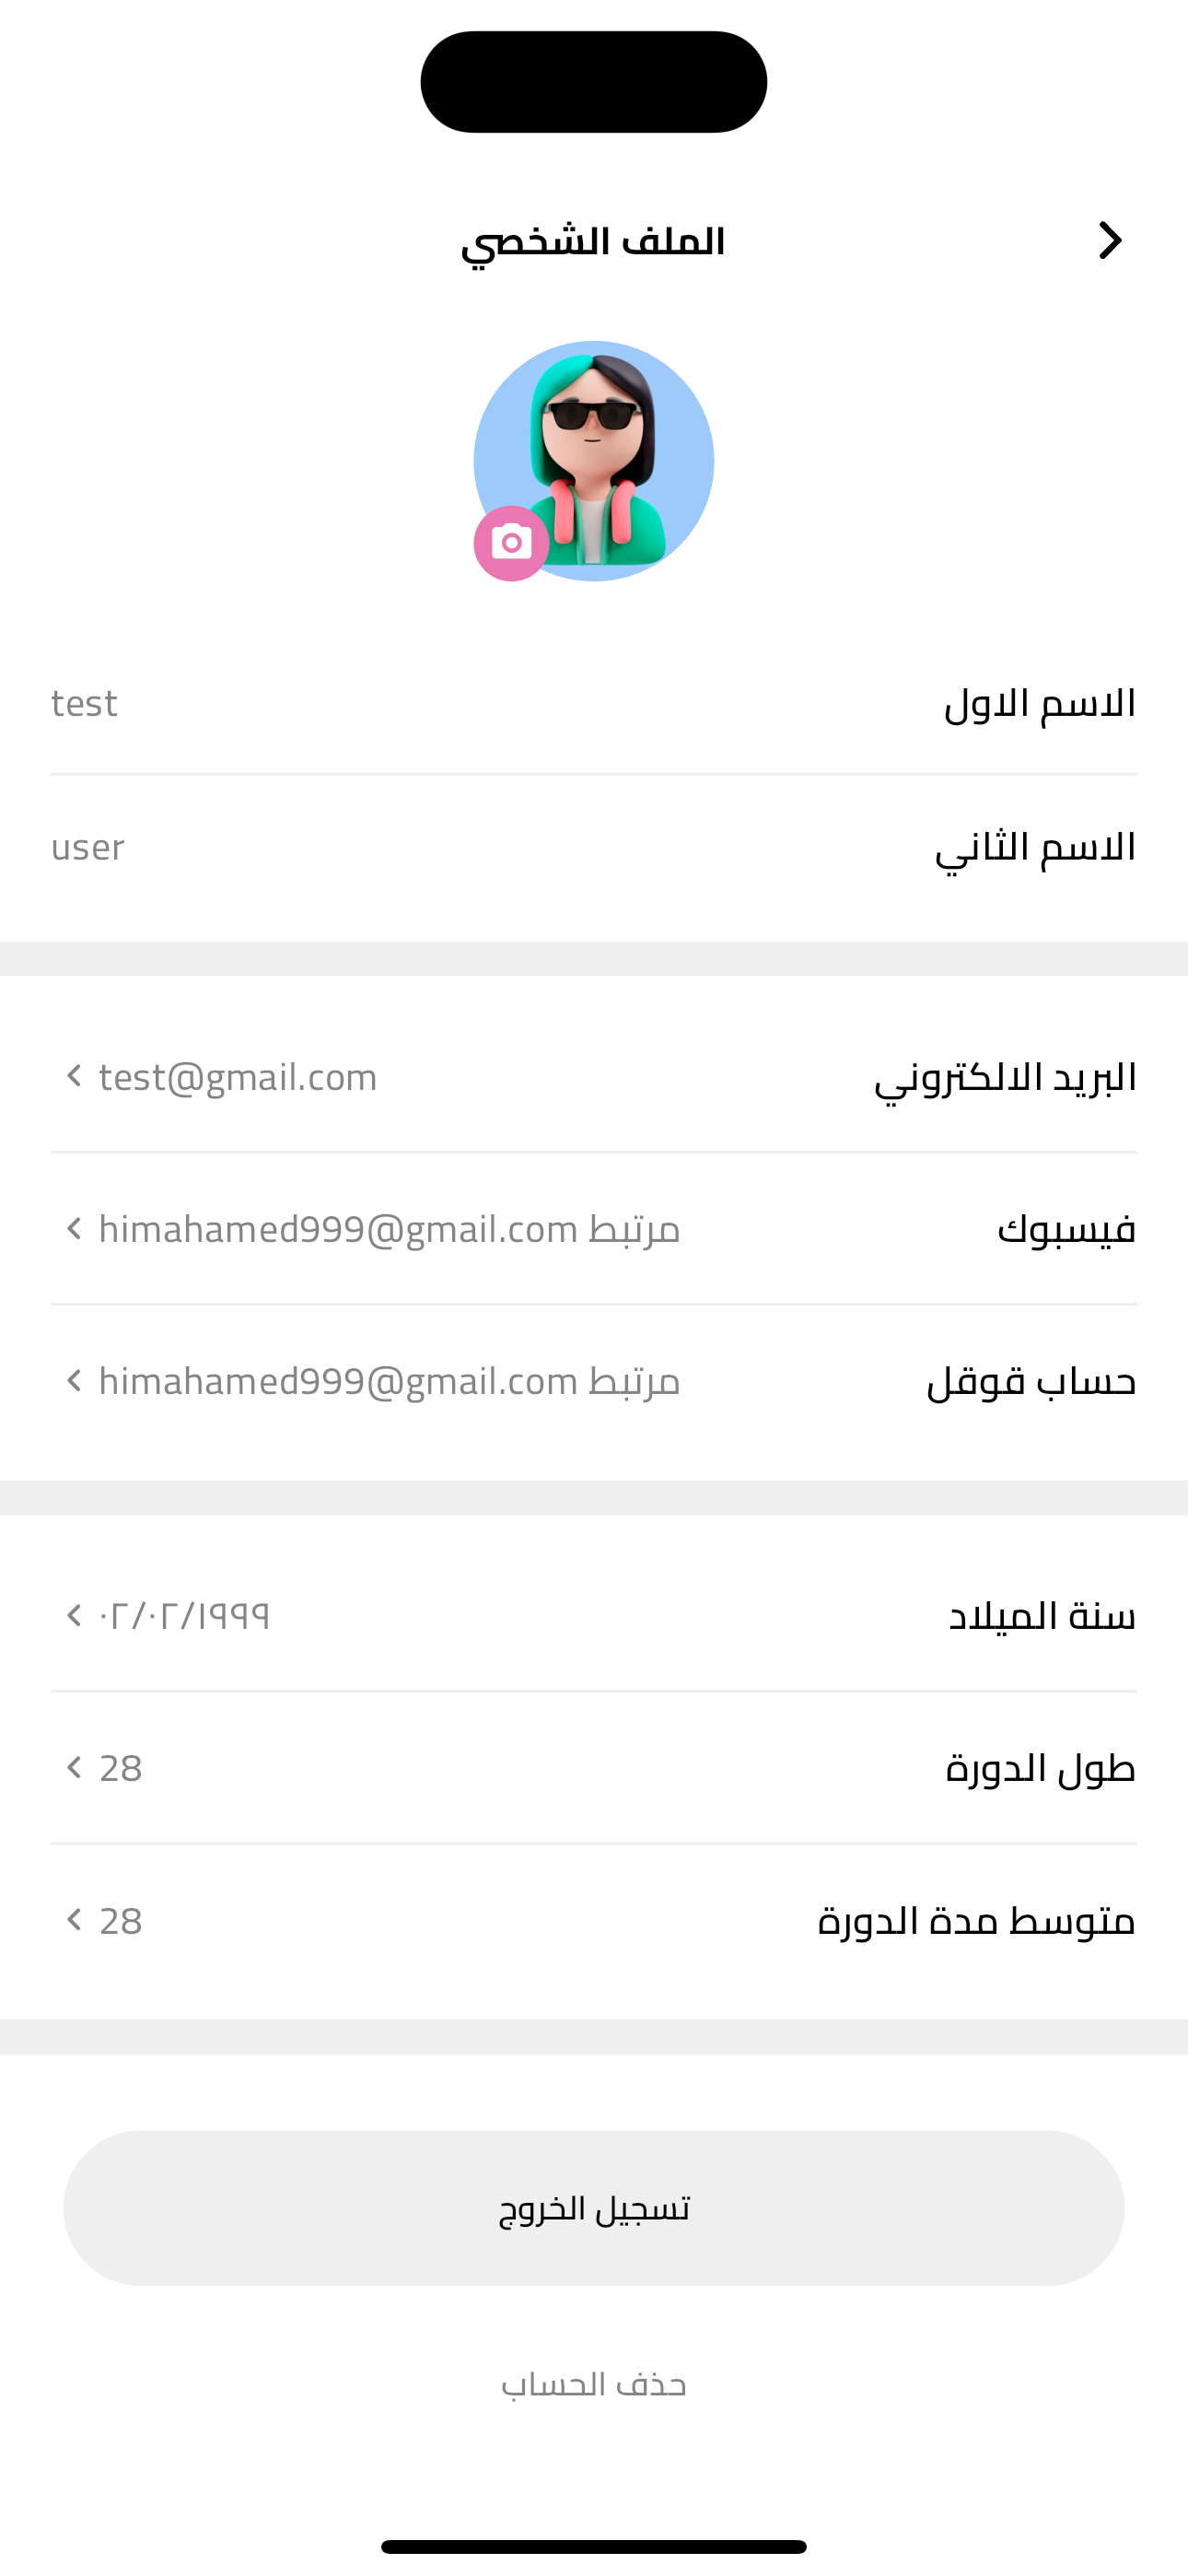 الملف الشخصي
الاسم الاول test
الاسم الثاني user
البريد الالكتروني test@gmail.com
فيسبوك مرتبط himahamed999@gmail.com
حساب قوقل مرتبط himahamed999@gmail.com
سنة الميلاد ٠٢/٠٢/١٩٩٩
طول الدورة 28
متوسط مدة الدورة 28
تسجيل الخروج
حذف الحساب